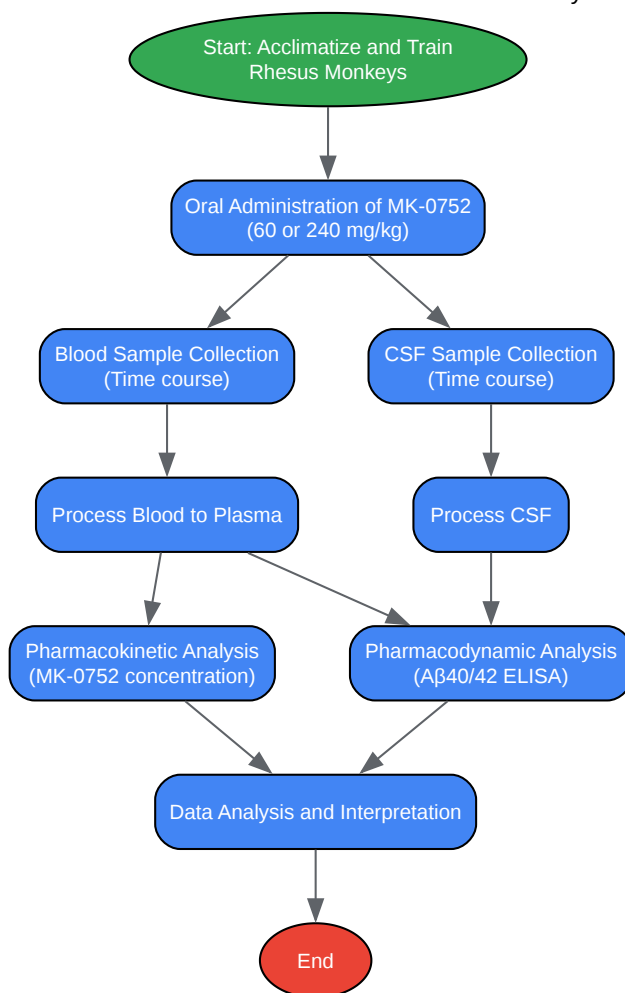 Start: Acclimatize and Train
Rhesus Monkeys
Oral Administration of MK-0752
(60 or 240 mg/kg)
Blood Sample Collection
(Time course)
CSF Sample Collection
(Time course)
Process Blood to Plasma
Process CSF
Pharmacokinetic Analysis
(MK-0752 concentration)
Pharmacodynamic Analysis
(Aβ40/42 ELISA)
Data Analysis and Interpretation
End